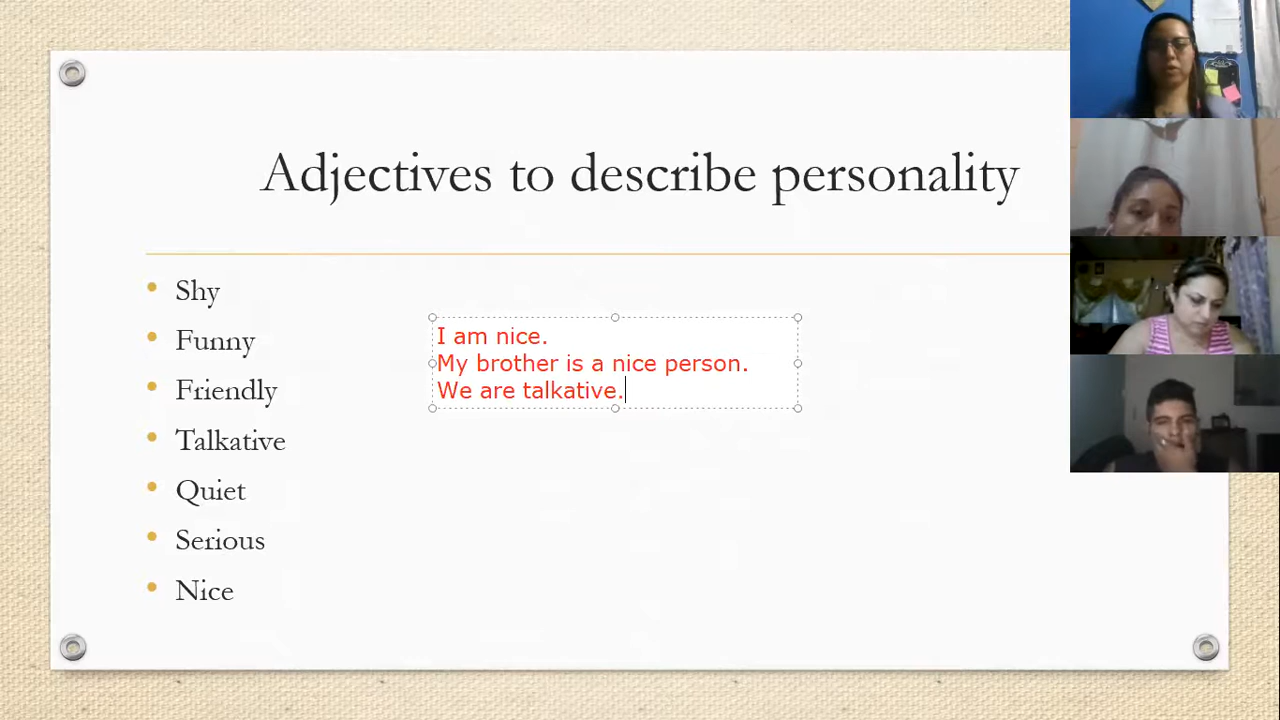 Adjectives to describe personality
Shy
Funny
Friendly
Talkative
Quiet
Serious
Nice
I am nice.
My brother is a nice person.
We are talkative.